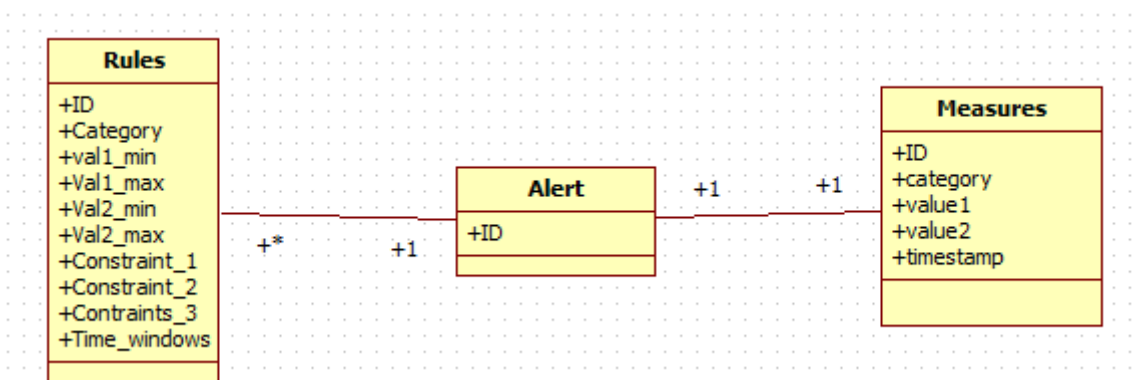 Rules
+ID
+Category
+val1_min
+Val1_max
+Val2_min
+Val2_max
+Constraint_1
+Constraint_2
+Contraints_3
+Time_windows
+*
+1
Alert
+ID
+1
+1
Measures
+ID
+category
+value1
+value2
+timestamp